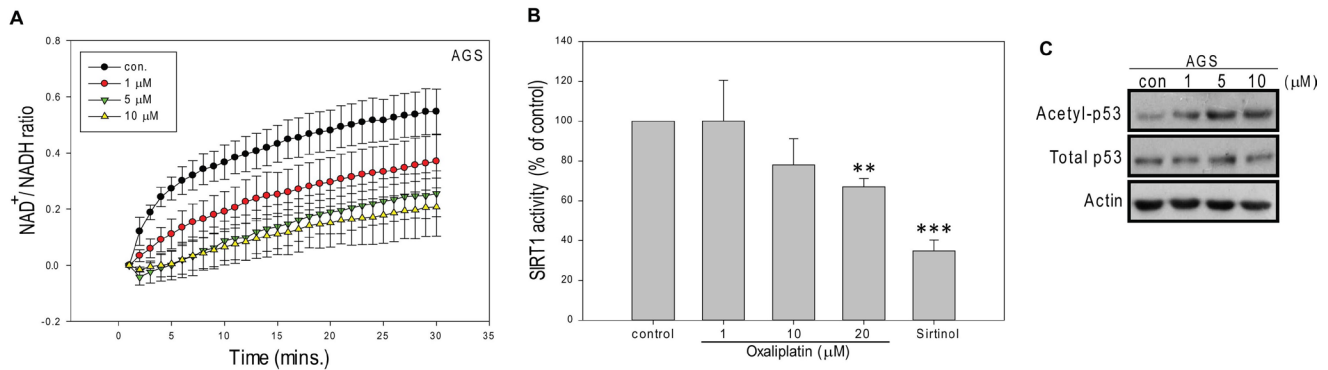 A
NAD+/ NADH ratio
0.8
0.6
0.4
0.2
0.0
-0.2
con.
1 μM
5 μM
10 μM
AGS
0 5 10 15 20 25 30 35
Time (mins.)
B
SIRT1 activity (% of control)
140
120
100
80
60
40
20
0
**
***
control 1 10 20 Sirtinol
Oxaliplatin (μM)
C
AGS
con 1 5 10 (μM)
Acetyl-p53
Total p53
Actin